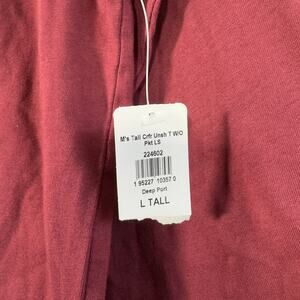 M's Tall Crfr Unsh T W/O
Pkt LS
224602
1 95227 10357 0
Deep Port
L TALL